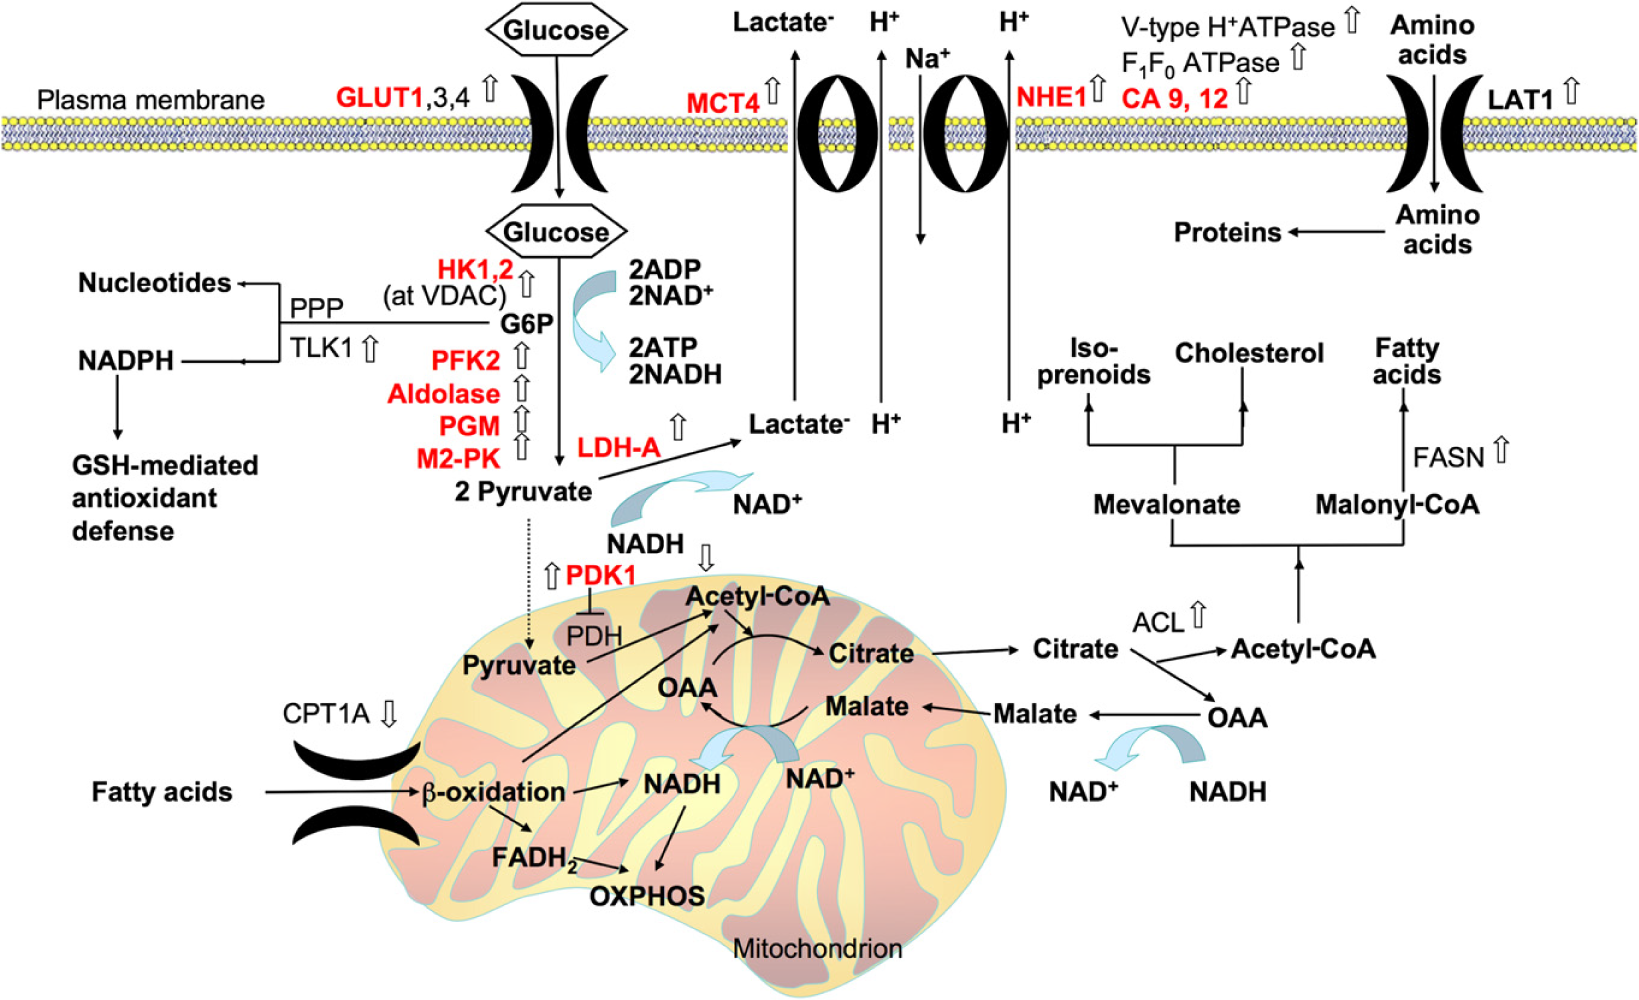 Glucose
Lactate-
H+
H+
Na+
V-type H+ATPase
F1F0 ATPase
CA 9, 12
Amino
acids
Plasma membrane
GLUT1,3,4
MCT4
NHE1
LAT1
Glucose
Proteins
Amino
acids
Nucleotides
HK1,2
(at VDAC)
2ADP
2NAD+
PPP
G6P
TLK1
NADPH
2ATP
2NADH
PFK2
Aldolase
PGM
M2-PK
GSH-mediated
antioxidant
defense
LDH-A
Lactate-
H+
H+
Iso-
prenoids
Cholesterol
Fatty
acids
FASN
2 Pyruvate
NAD+
NADH
Mevalonate
Malonyl-CoA
PDK1
Acetyl-CoA
PDH
Pyruvate
Citrate
Citrate
ACL
Acetyl-CoA
OAA
Malate
Malate
OAA
CPT1A
Fatty acids
β-oxidation
NADH
NAD+
NAD+
NADH
FADH2
OXPHOS
Mitochondrion